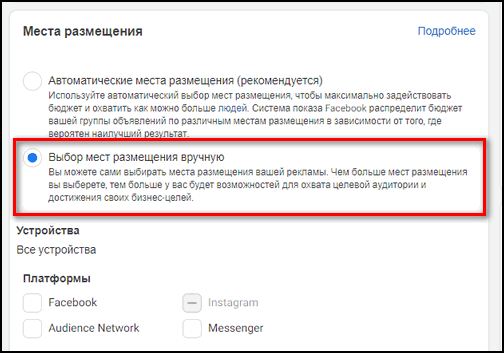 Места размещения Подробнее
Автоматические места размещения (рекомендуется)
Используйте автоматический выбор мест размещения, чтобы максимально задействовать
бюджет и охватить как можно больше людей. Система показа Facebook распределит бюджет
вашей группы объявлений по различным местам размещения в зависимости от того, где
вероятен наилучший результат.
Выбор мест размещения вручную
Вы можете сами выбирать места размещения вашей рекламы. Чем больше мест размещения
вы выберете, тем больше у вас будет возможностей для охвата целевой аудитории и
достижения своих бизнес-целей.
Устройства
Все устройства
Платформы
Facebook Instagram
Audience Network Messenger